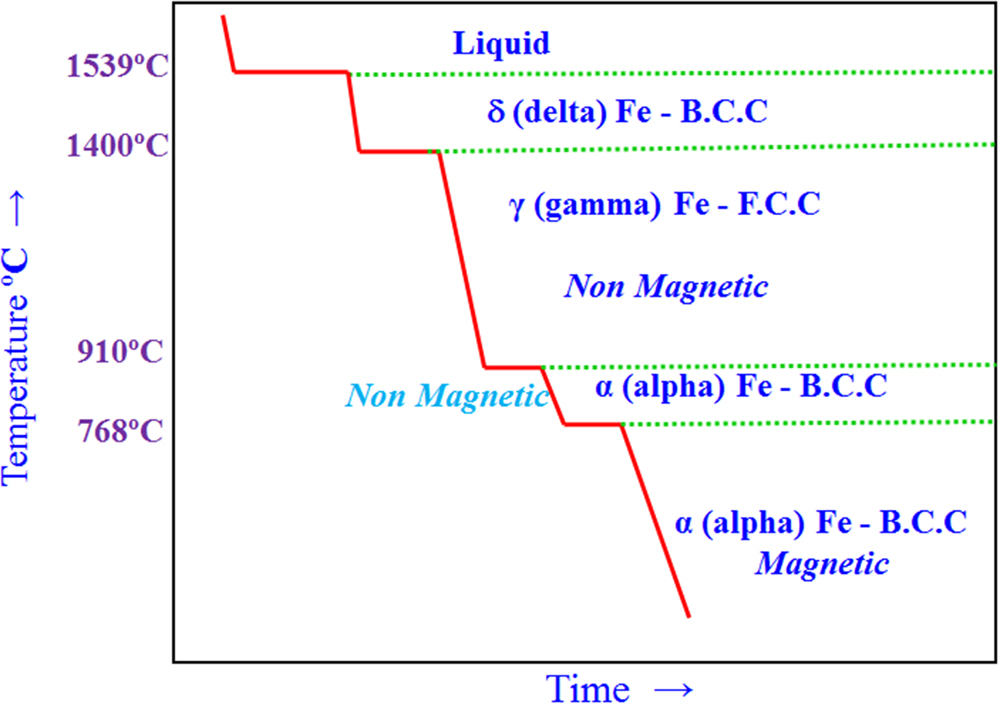 Liquid
1539ºC
δ (delta) Fe - B.C.C
1400ºC
γ (gamma) Fe - F.C.C
Non Magnetic
910ºC
α (alpha) Fe - B.C.C
Non Magnetic
768ºC
α (alpha) Fe - B.C.C
Magnetic
Temperature ºC →
Time →